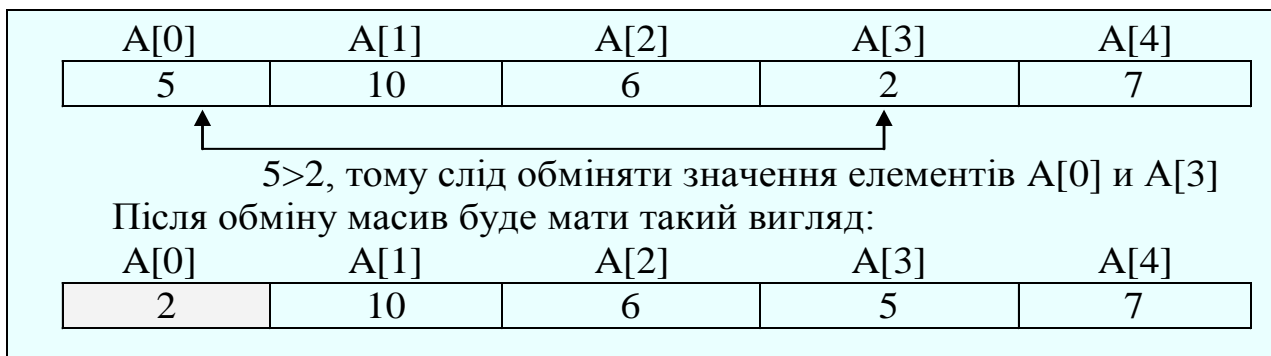 A[0] A[1] A[2] A[3] A[4]
5 10 6 2 7
5>2, тому слід обміняти значення елементів A[0] и A[3]
Після обміну масив буде мати такий вигляд:
A[0] A[1] A[2] A[3] A[4]
2 10 6 5 7